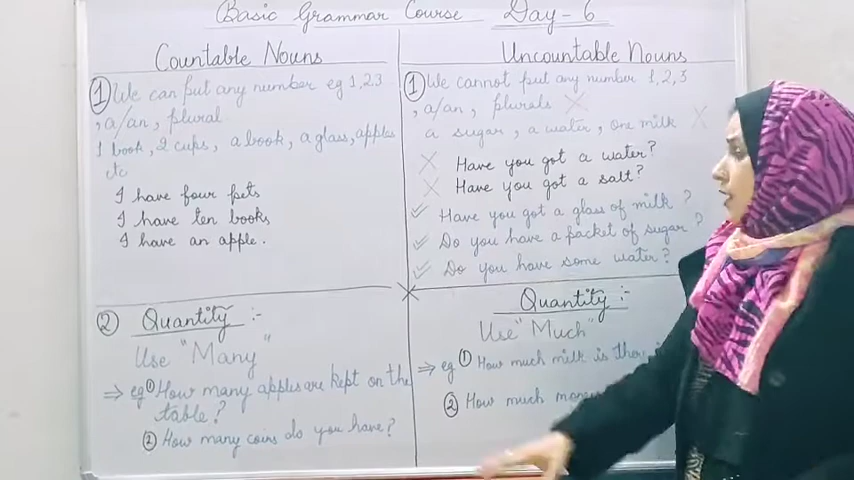 Basic Grammar Course Day-6
Countable Nouns
① We can put any number eg 1,2,3
, a/an, plural
1 book, 2 cups, a book, a glass, apples
etc
I have four pets
I have ten books
I have an apple.
② Quantity :-
Use "Many"
⇒ eg ① How many apples are kept on the
table?
② How many coins do you have?
Uncountable Nouns
① We cannot put any number 1,2,3
, a/an, plurals ✗
a sugar, a water, one milk ✗
✗ Have you got a water?
✗ Have you got a salt?
✓ Have you got a glass of milk?
✓ Do you have a packet of sugar?
✓ Do you have some water?
Quantity :-
Use "Much"
⇒ eg ① How much milk is there
② How much money